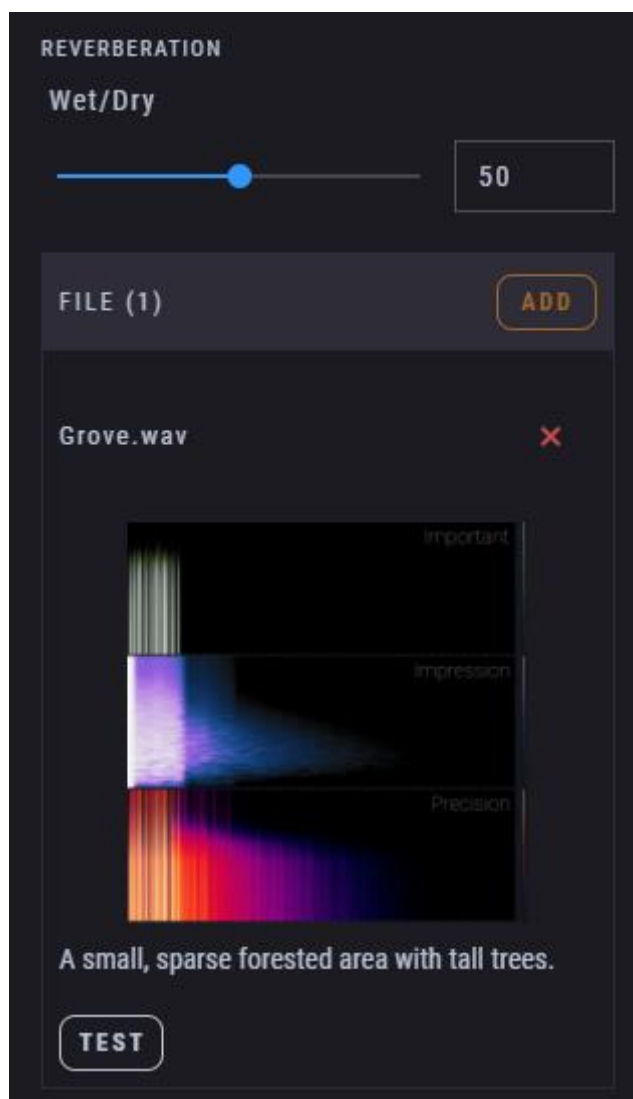 REVERBERATION
Wet/Dry
50
FILE (1)
ADD
Grove.wav
Important
Impression
Precision
A small, sparse forested area with tall trees.
TEST